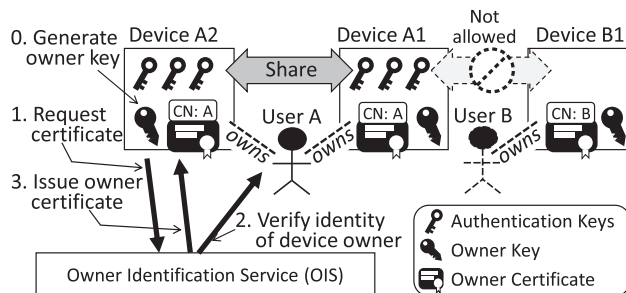 0. Generate
owner key
Device A2
Device A1
Not
allowed
Device B1
Share
1. Request
certificate
CN: A
User A
CN: A
User B
CN: B
owns
owns
owns
3. Issue owner
certificate
2. Verify identity
of device owner
Authentication Keys
Owner Key
Owner Certificate
Owner Identification Service (OIS)